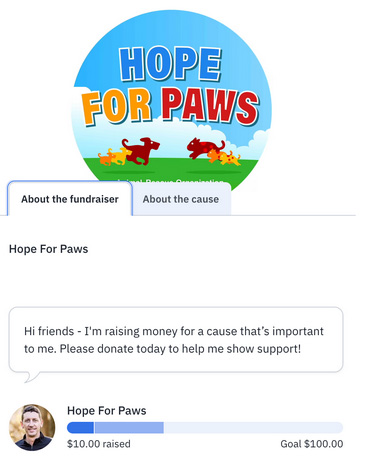 HOPE
FOR PAWS
About the fundraiser
About the cause
Hope For Paws
Hi friends - I'm raising money for a cause that's important
to me. Please donate today to help me show support!
Hope For Paws
$10.00 raised
Goal $100.00